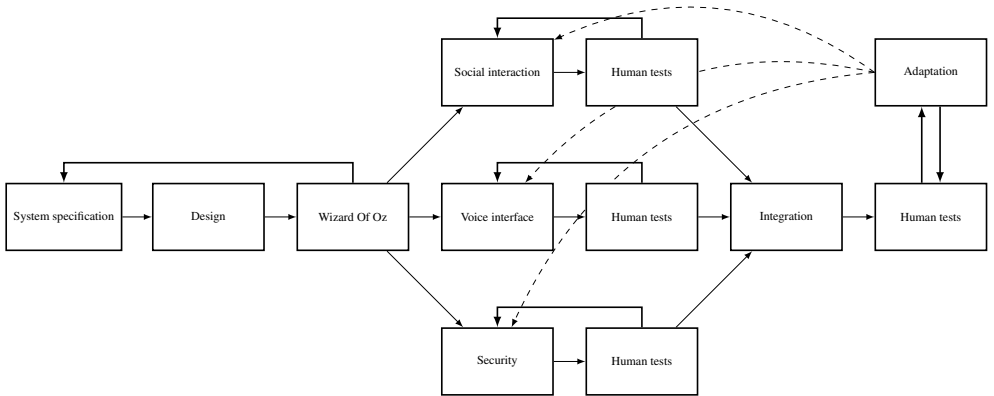 Social interaction
Human tests
Adaptation
System specification
Design
Wizard Of Oz
Voice interface
Human tests
Integration
Human tests
Security
Human tests